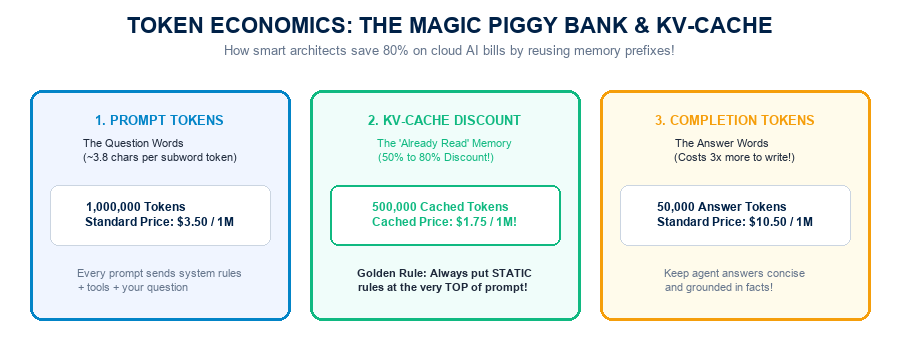 TOKEN ECONOMICS: THE MAGIC PIGGY BANK & KV-CACHE
How smart architects save 80% on cloud AI bills by reusing memory prefixes!
1. PROMPT TOKENS
The Question Words
(~3.8 chars per subword token)
1,000,000 Tokens
Standard Price: $3.50 / 1M
Every prompt sends system rules
+ tools + your question
2. KV-CACHE DISCOUNT
The 'Already Read' Memory
(50% to 80% Discount!)
500,000 Cached Tokens
Cached Price: $1.75 / 1M!
Golden Rule: Always put STATIC
rules at the very TOP of prompt!
3. COMPLETION TOKENS
The Answer Words
(Costs 3x more to write!)
50,000 Answer Tokens
Standard Price: $10.50 / 1M
Keep agent answers concise
and grounded in facts!